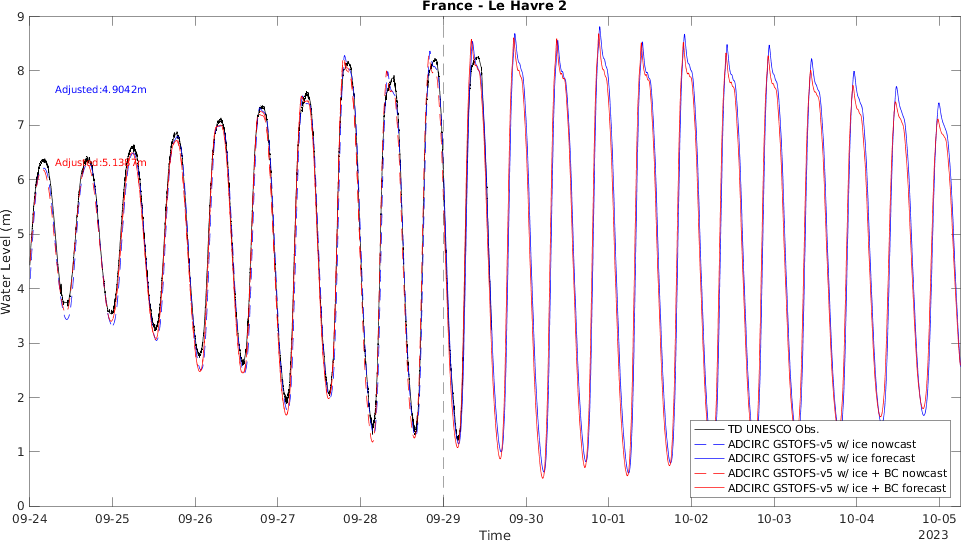 France - Le Havre 2
9
8
7
6
5
4
3
2
1
0
Water Level (m)
Adjusted:4.9042m
09-24
09-25
09-26
09-27
09-28
09-29
09-30
10-01
10-02
10-03
10-04
10-05
2023
Time
TD UNESCO Obs.
ADCIRC GSTOFS-v5 w/ ice nowcast
ADCIRC GSTOFS-v5 w/ ice forecast
ADCIRC GSTOFS-v5 w/ ice + BC nowcast
ADCIRC GSTOFS-v5 w/ ice + BC forecast